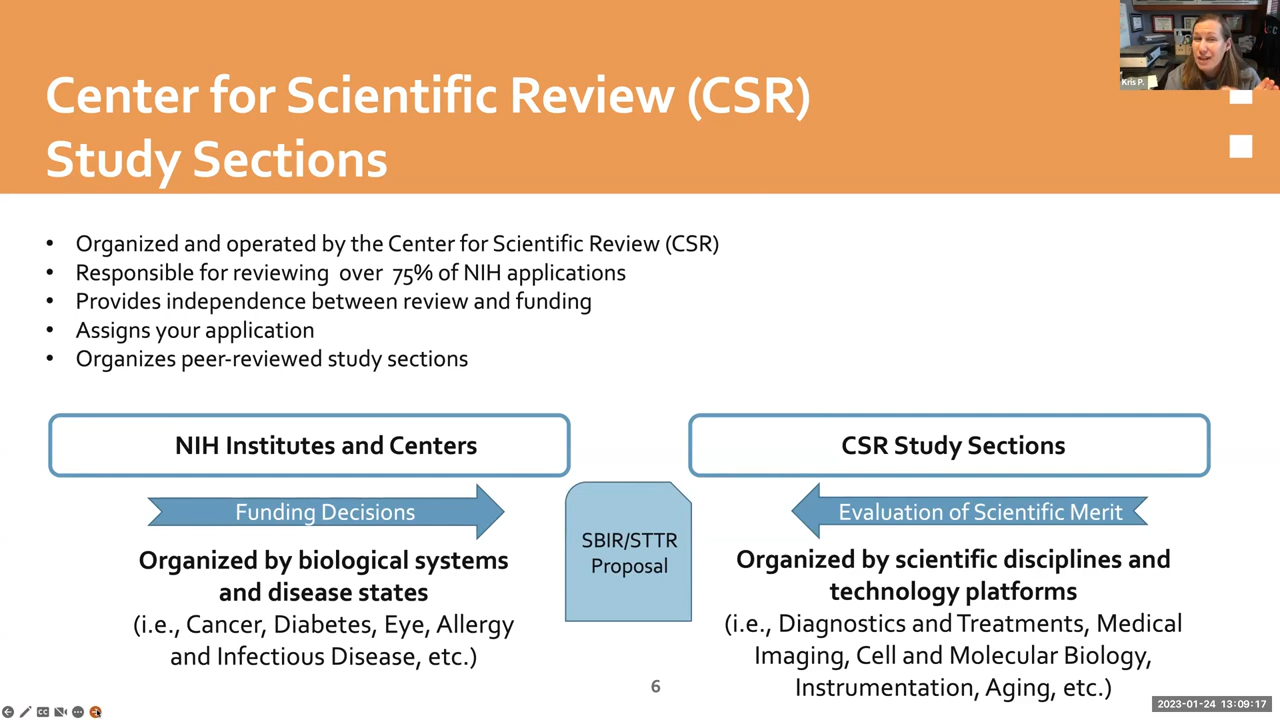 Center for Scientific Review (CSR)
Study Sections
Kris P.
• Organized and operated by the Center for Scientific Review (CSR)
• Responsible for reviewing over 75% of NIH applications
• Provides independence between review and funding
• Assigns your application
• Organizes peer-reviewed study sections
NIH Institutes and Centers
Funding Decisions
Organized by biological systems
and disease states
(i.e., Cancer, Diabetes, Eye, Allergy
and Infectious Disease, etc.)
SBIR/STTR
Proposal
CSR Study Sections
Evaluation of Scientific Merit
Organized by scientific disciplines and
technology platforms
(i.e., Diagnostics and Treatments, Medical
Imaging, Cell and Molecular Biology,
Instrumentation, Aging, etc.)
6
CC
2023-01-24 13:09:17